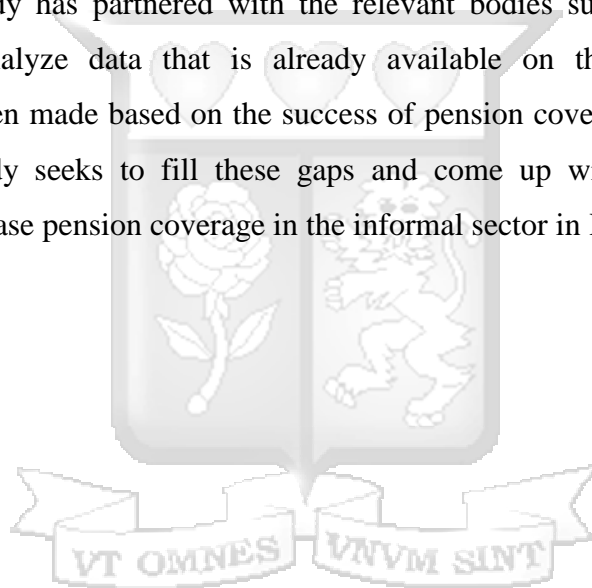 dy has partnered with the relevant bodies su
alyze data that is already available on th
en made based on the success of pension cove
ly seeks to fill these gaps and come up wi
ase pension coverage in the informal sector in
VT OMNES VNVM SINT